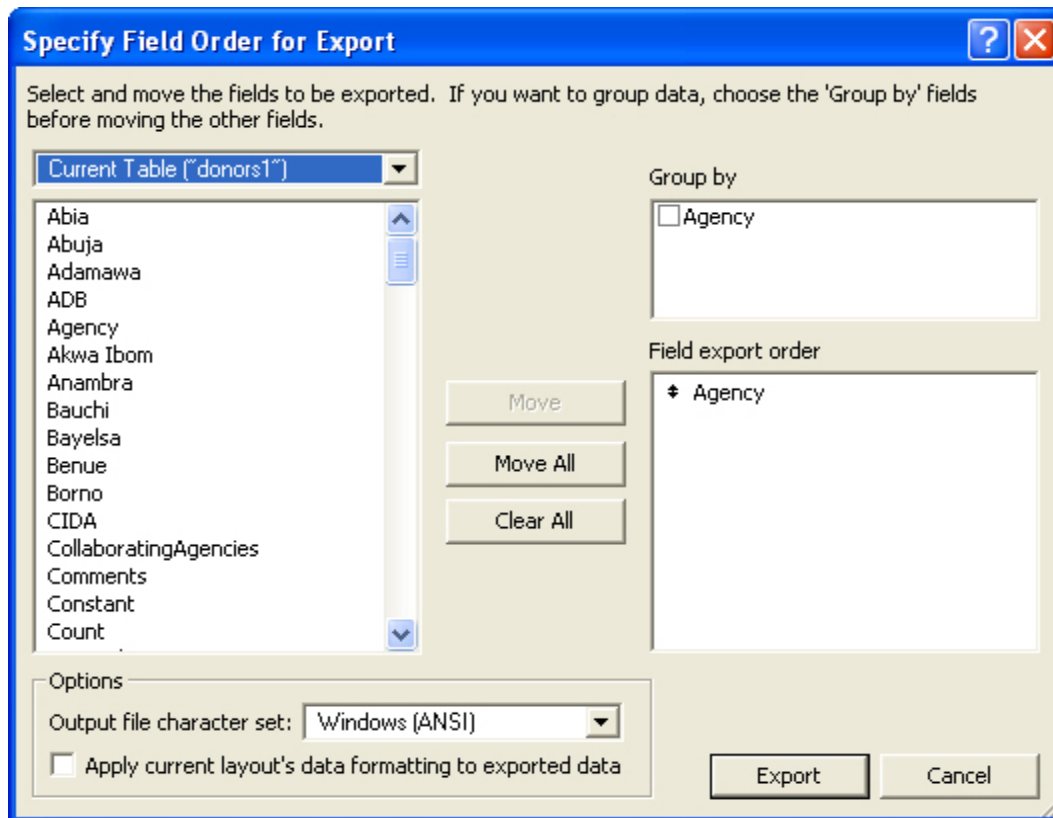 Specify Field Order for Export
Select and move the fields to be exported.  If you want to group data, choose the 'Group by' fields
before moving the other fields.
Current Table ("donors1")
Abia
Abuja
Adamawa
ADB
Agency
Akwa Ibom
Anambra
Bauchi
Bayelsa
Benue
Borno
CIDA
CollaboratingAgencies
Comments
Constant
Count
Move
Move All
Clear All
Group by
Agency
Field export order
Agency
Options
Output file character set: Windows (ANSI)
Apply current layout's data formatting to exported data
Export
Cancel